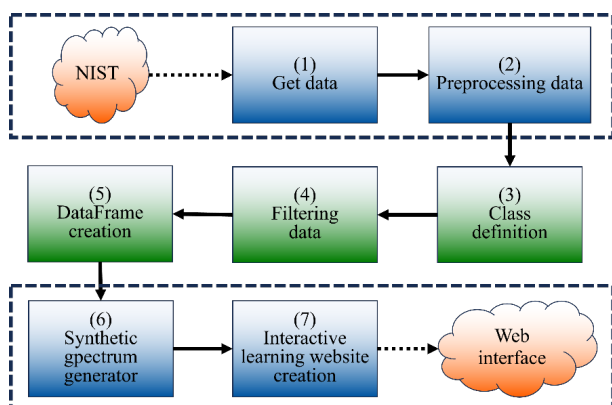 NIST
(1)
Get data
(2)
Preprocessing data
(5)
DataFrame
creation
(4)
Filtering
data
(3)
Class
definition
(6)
Synthetic
gpectrum
generator
(7)
Interactive
learning website
creation
Web
interface